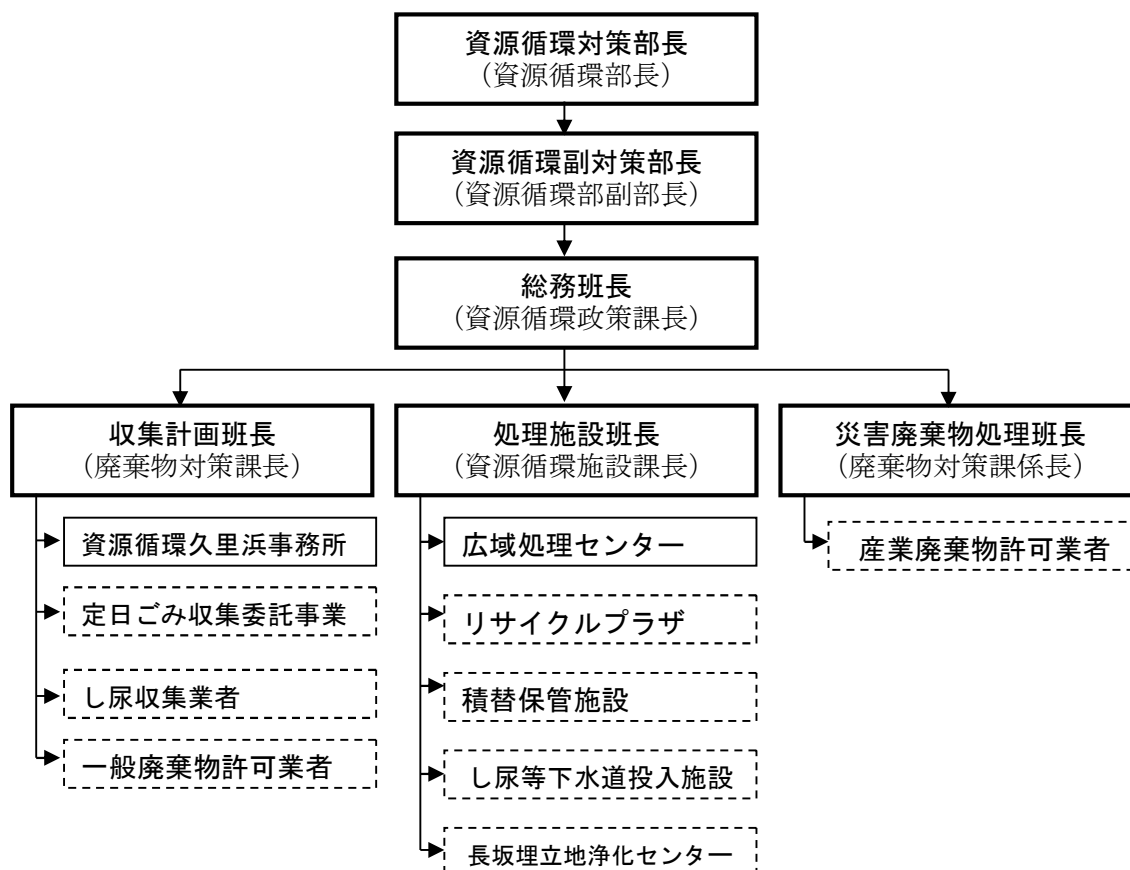 資源循環対策部長
（資源循環部長）
資源循環副対策部長
（資源循環部副部長）
総務班長
（資源循環政策課長）
収集計画班長
（廃棄物対策課長）
処理施設班長
（資源循環施設課長）
災害廃棄物処理班長
（廃棄物対策課係長）
資源循環久里浜事務所
定日ごみ収集委託事業
し尿収集業者
一般廃棄物許可業者
広域処理センター
リサイクルプラザ
積替保管施設
し尿等下水道投入施設
長坂埋立地浄化センター
産業廃棄物許可業者